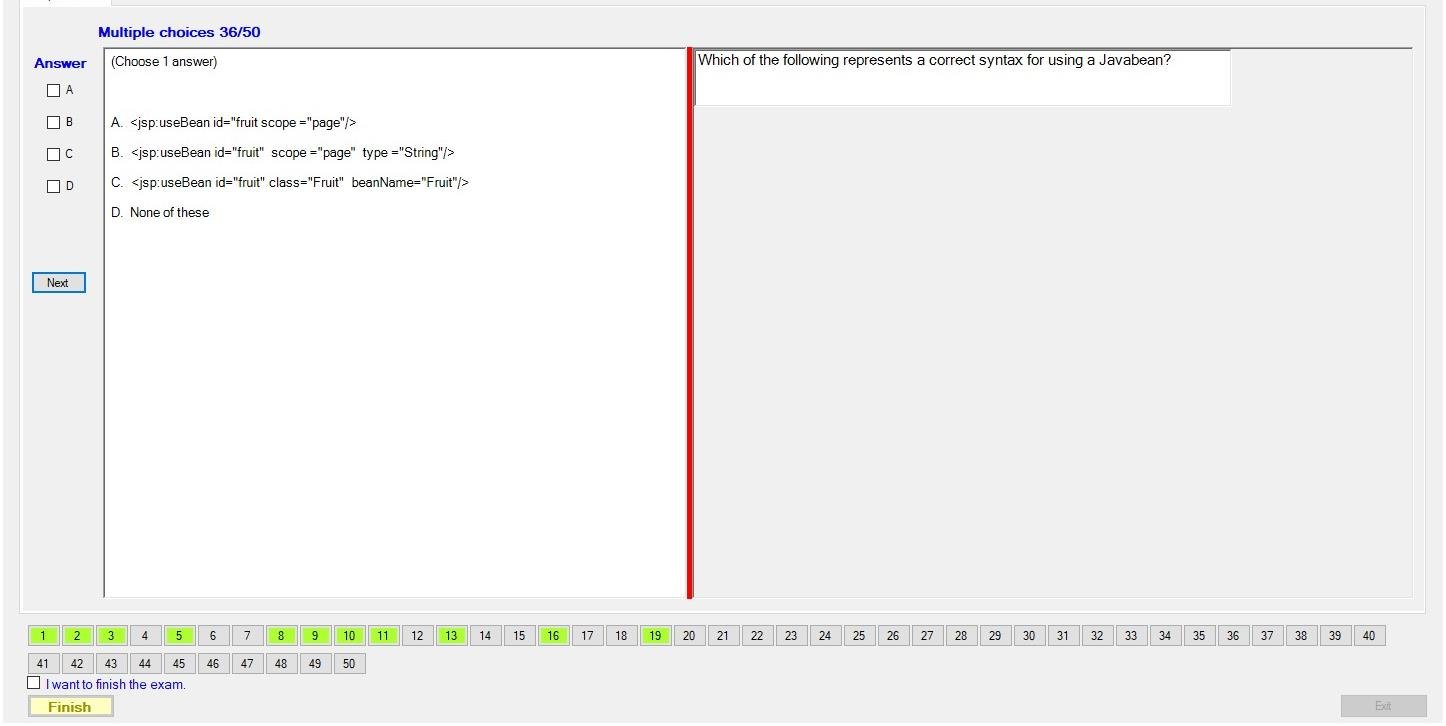 Multiple choices 36/50
Answer
(Choose 1 answer)
Which of the following represents a correct syntax for using a Javabean?
A
B
C
D
A. <jsp:useBean id="fruit scope ="page"/>
B. <jsp:useBean id="fruit" scope ="page" type ="String"/>
C. <jsp:useBean id="fruit" class="Fruit" beanName="Fruit"/>
D. None of these
Next
1 2 3 4 5 6 7 8 9 10 11 12 13 14 15 16 17 18 19 20 21 22 23 24 25 26 27 28 29 30 31 32 33 34 35 36 37 38 39 40
41 42 43 44 45 46 47 48 49 50
I want to finish the exam.
Finish
Exit